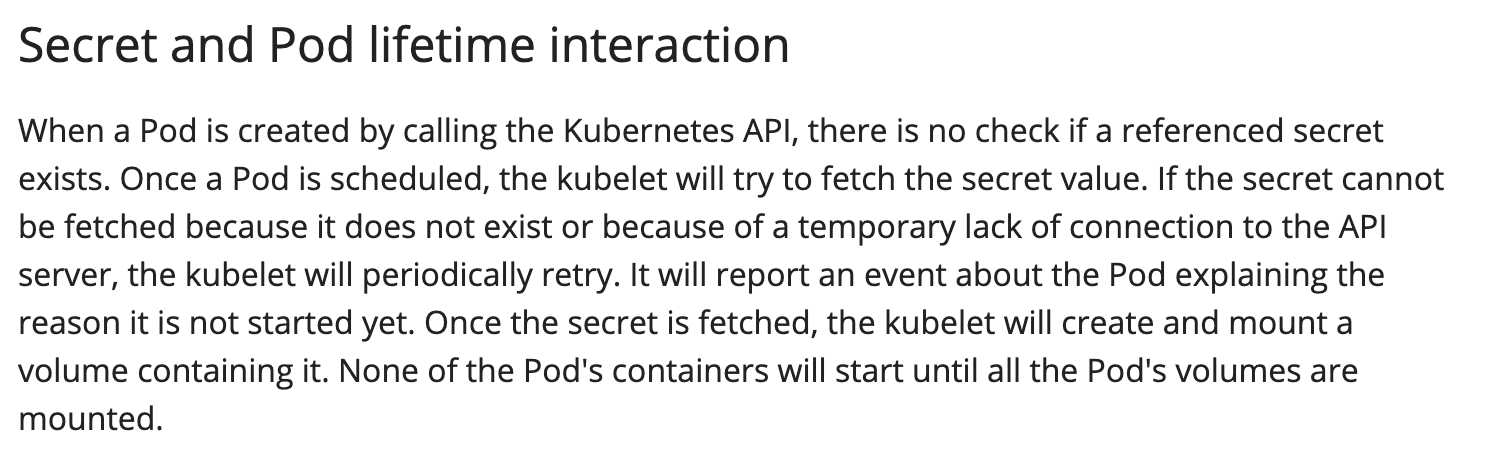 Secret and Pod lifetime interaction
When a Pod is created by calling the Kubernetes API, there is no check if a referenced secret
exists. Once a Pod is scheduled, the kubelet will try to fetch the secret value. If the secret cannot
be fetched because it does not exist or because of a temporary lack of connection to the API
server, the kubelet will periodically retry. It will report an event about the Pod explaining the
reason it is not started yet. Once the secret is fetched, the kubelet will create and mount a
volume containing it. None of the Pod's containers will start until all the Pod's volumes are
mounted.